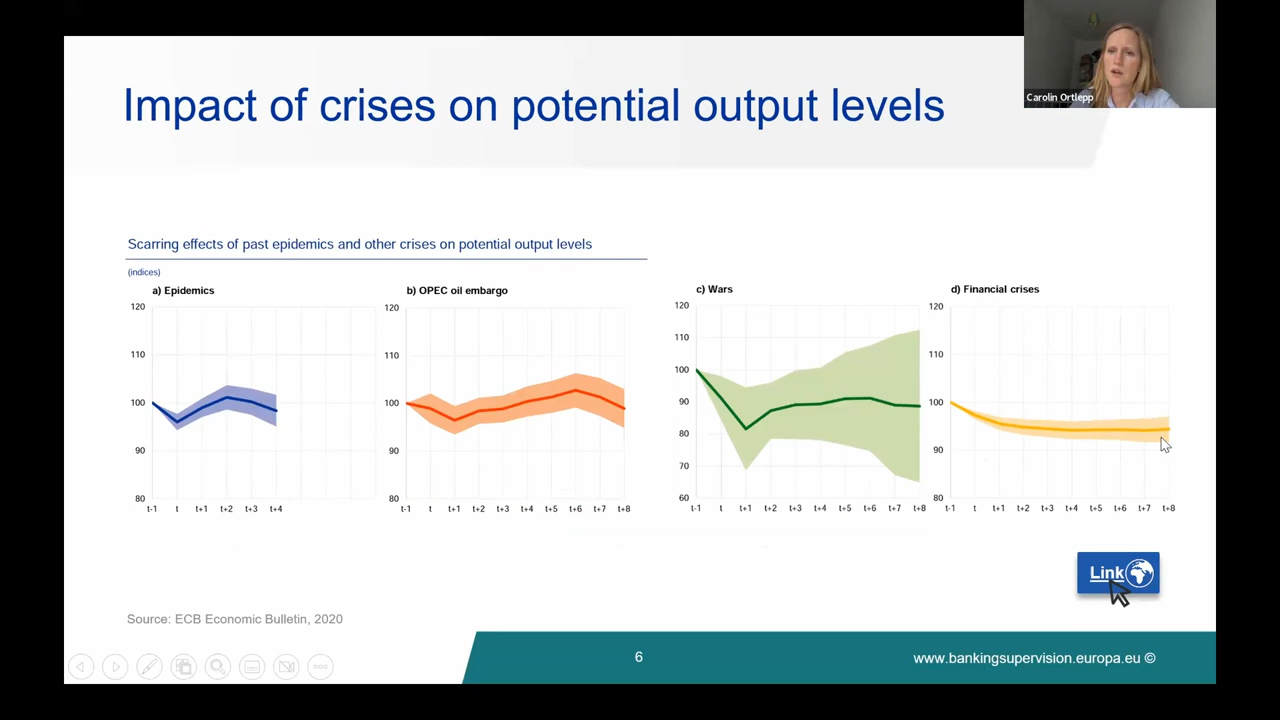 Carolin Ortlepp
Impact of crises on potential output levels
Scarring effects of past epidemics and other crises on potential output levels
(indices)
a) Epidemics
120
110
100
90
80
t-1 t t+1 t+2 t+3 t+4
b) OPEC oil embargo
120
110
100
90
80
t-1 t t+1 t+2 t+3 t+4 t+5 t+6 t+7 t+8
c) Wars
120
110
100
90
80
70
60
t-1 t t+1 t+2 t+3 t+4 t+5 t+6 t+7 t+8
d) Financial crises
120
110
100
90
80
t-1 t t+1 t+2 t+3 t+4 t+5 t+6 t+7 t+8
Link
Source: ECB Economic Bulletin, 2020
6
www.bankingsupervision.europa.eu ©